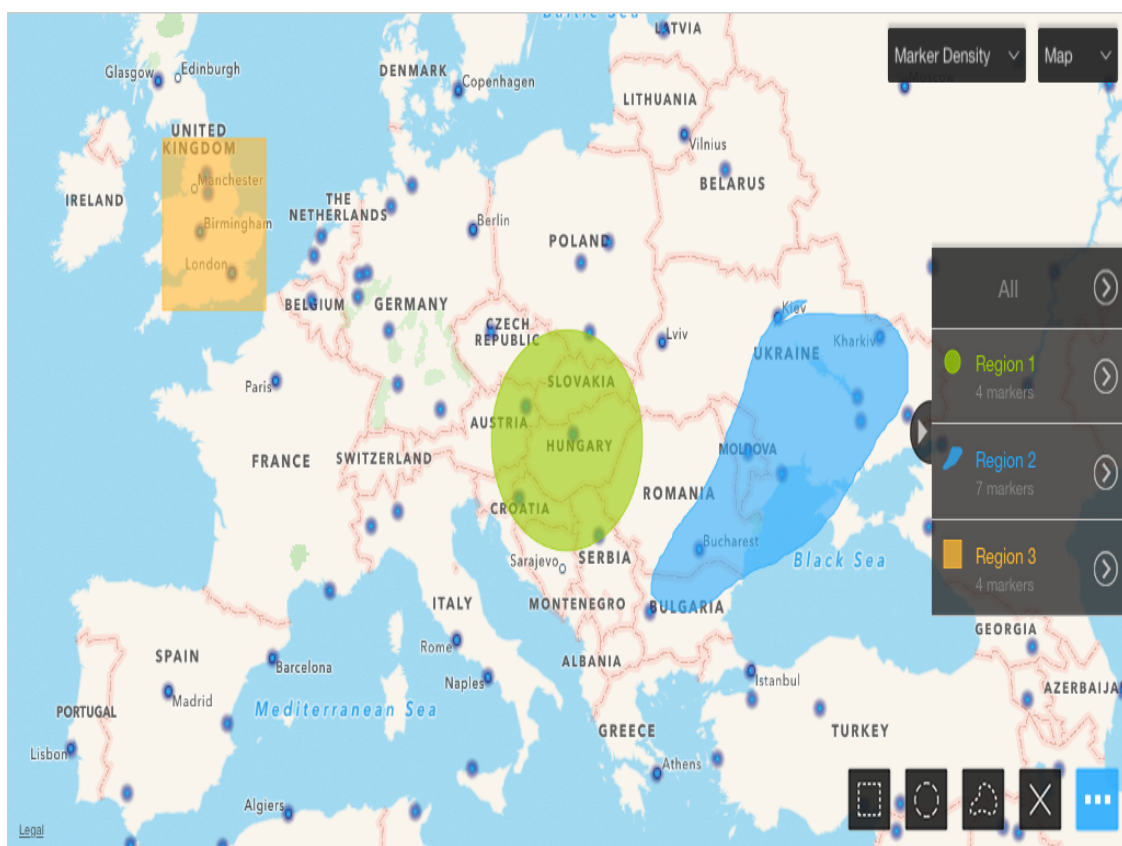 Baltic Sea
LATVIA
Marker Density
Map
Moscow
Glasgow
Edinburgh
DENMARK
Copenhagen
LITHUANIA
UNITED
KINGDOM
Vilnius
Manchester
BELARUS
IRELAND
THE
NETHERLANDS
Birmingham
Berlin
POLAND
London
BELGIUM
GERMANY
All
Kiev
CZECH
REPUBLIC
Lviv
UKRAINE
Kharkiv
Paris
SLOVAKIA
Region 1
4 markers
AUSTRIA
HUNGARY
MOLDOVA
FRANCE
SWITZERLAND
Region 2
7 markers
ROMANIA
CROATIA
Bucharest
Sarajevo
SERBIA
Black Sea
Region 3
4 markers
ITALY
MONTENEGRO
BULGARIA
GEORGIA
SPAIN
Rome
Barcelona
ALBANIA
Madrid
Naples
Istanbul
AZERBAIJA
PORTUGAL
Mediterranean Sea
GREECE
TURKEY
Lisbon
Athens
Algiers
Legal